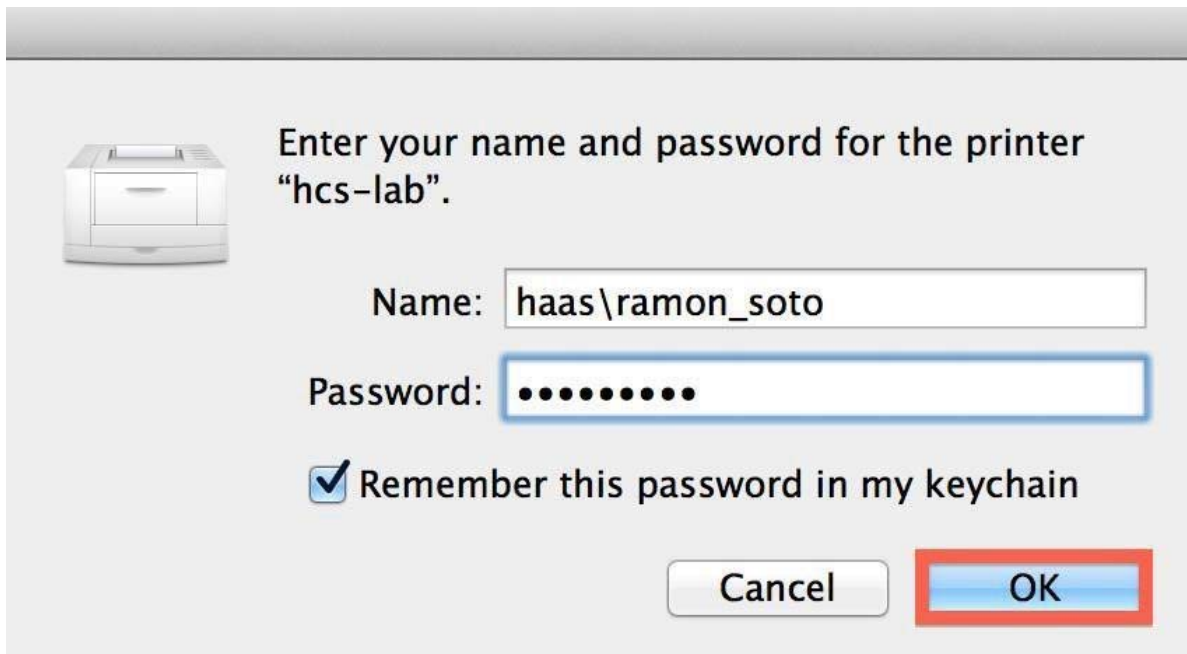 Enter your name and password for the printer
“hcs-lab”.
Name: haas\ramon_soto
Password: •••••••••
Remember this password in my keychain
Cancel OK